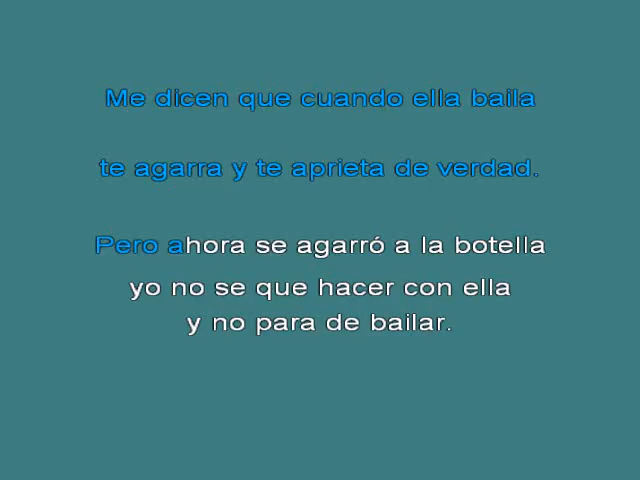 Me dicen que cuando ella baila
te agarra y te aprieta de verdad.
Pero ahora se agarró a la botella
yo no se que hacer con ella
y no para de bailar.